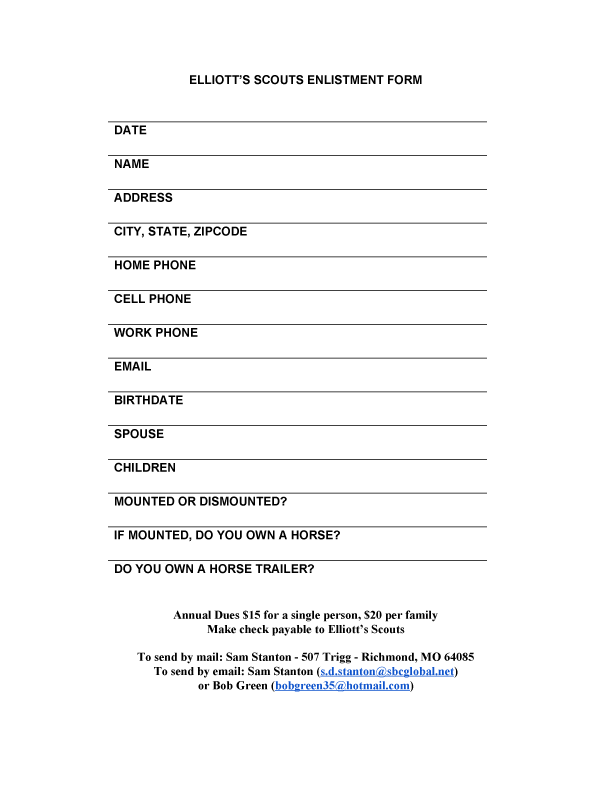 ELLIOTT'S SCOUTS ENLISTMENT FORM
DATE
NAME
ADDRESS
CITY, STATE, ZIPCODE
HOME PHONE
CELL PHONE
WORK PHONE
EMAIL
BIRTHDATE
SPOUSE
CHILDREN
MOUNTED OR DISMOUNTED?
IF MOUNTED, DO YOU OWN A HORSE?
DO YOU OWN A HORSE TRAILER?
Annual Dues $15 for a single person, $20 per family
Make check payable to Elliott's Scouts
To send by mail: Sam Stanton - 507 Trigg - Richmond, MO 64085
To send by email: Sam Stanton (s.d.stanton@sbcglobal.net)
or Bob Green (bobgreen35@hotmail.com)